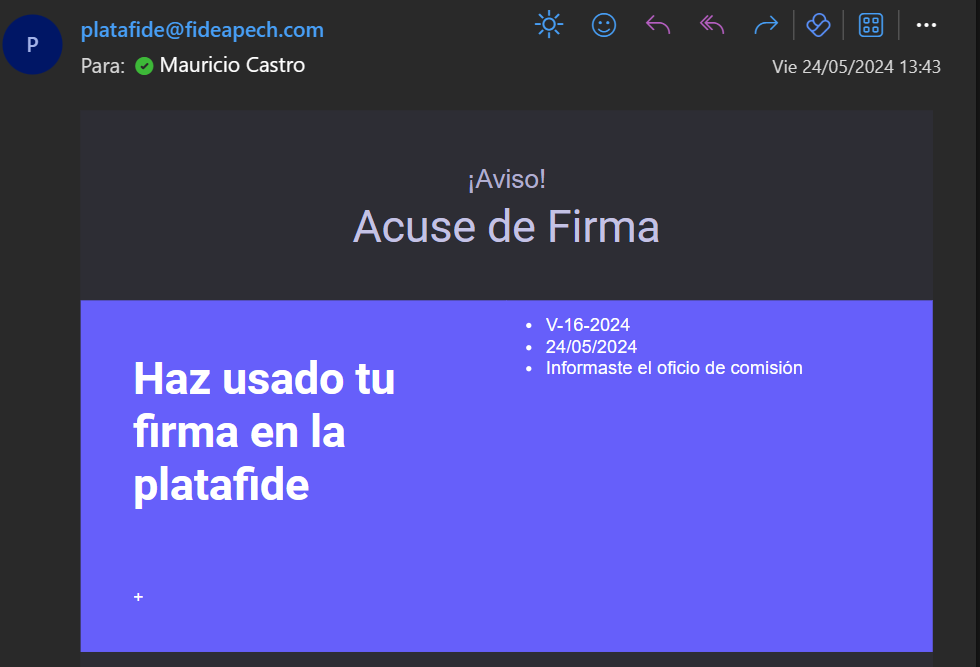 P
platafide@fideapech.com
Para: Mauricio Castro
Vie 24/05/2024 13:43
¡Aviso!
Acuse de Firma
Haz usado tu
firma en la
platafide
+
• V-16-2024
• 24/05/2024
• Informaste el oficio de comisión